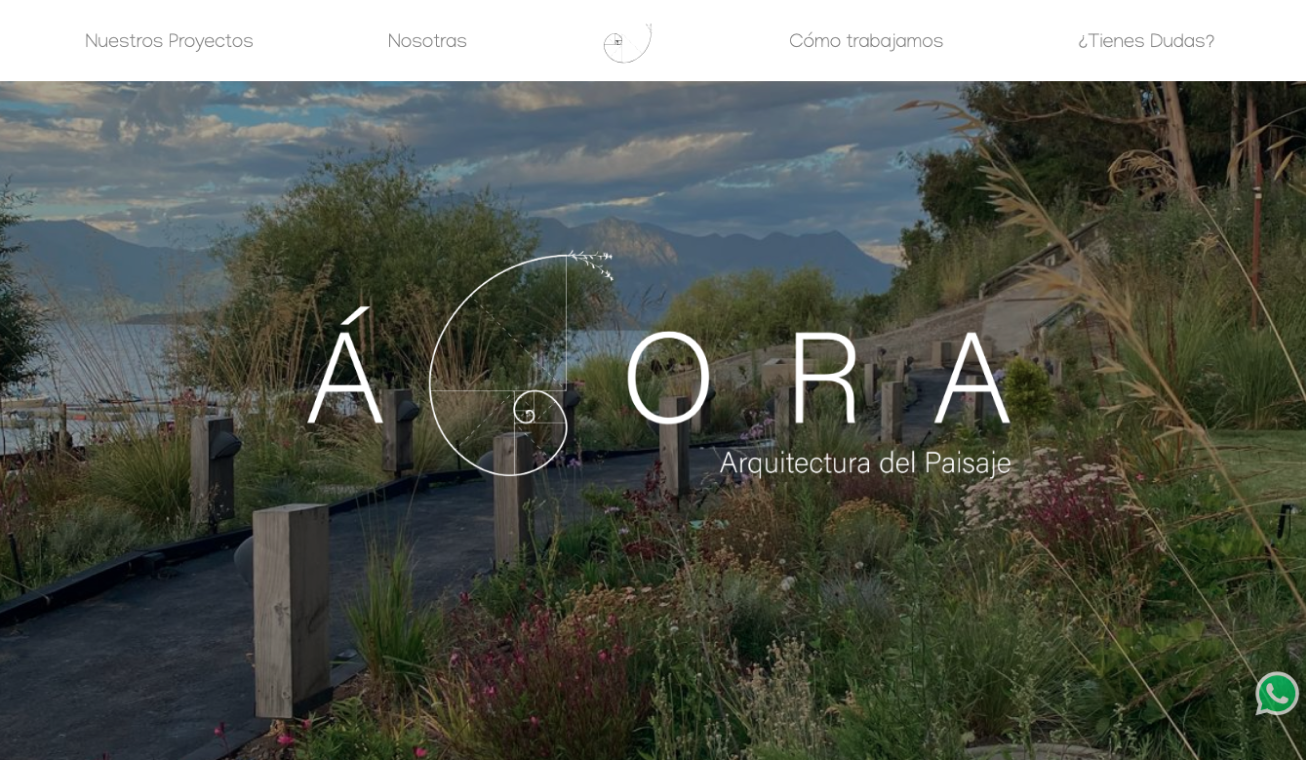 Nuestros Proyectos
Nosotras
Cómo trabajamos
¿Tienes Dudas?
Á G O R A
Arquitectura del Paisaje